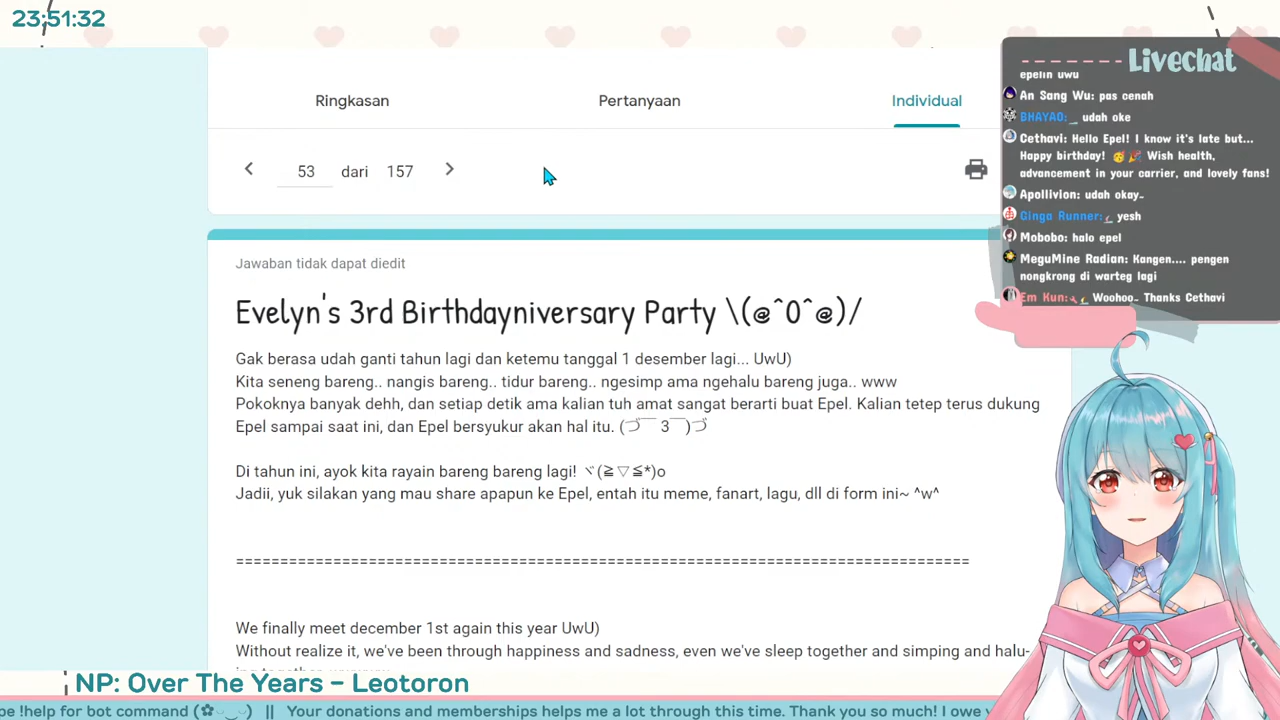 23:51:32
Ringkasan
Pertanyaan
Individual
53 dari 157
Jawaban tidak dapat diedit
Evelyn's 3rd Birthdayniversary Party \(@^0^@)/
Gak berasa udah ganti tahun lagi dan ketemu tanggal 1 desember lagi... UwU)
Kita seneng bareng.. nangis bareng.. tidur bareng.. ngesimp ama ngehalu bareng juga.. www
Pokoknya banyak dehh, dan setiap detik ama kalian tuh amat sangat berarti buat Epel. Kalian tetep terus dukung
Epel sampai saat ini, dan Epel bersyukur akan hal itu. (づ￣ 3￣)づ
Di tahun ini, ayok kita rayain bareng bareng lagi! ヾ(≧▽≦*)o
Jadii, yuk silakan yang mau share apapun ke Epel, entah itu meme, fanart, lagu, dll di form ini~ ^w^
===================================================================================
We finally meet december 1st again this year UwU)
Without realize it, we've been through happiness and sadness, even we've sleep together and simping and halu-
Livechat
epelin uwu
An Sang Wu: pas cenah
BHAYAO: udah oke
Cethavi: Hello Epel! I know it's late but...
Happy birthday! 🥳 🎉 Wish health,
advancement in your carrier, and lovely fans!
Apollivion: udah okay~
Ginga Runner: yesh
Mobobo: halo epel
MeguMine Radian: Kangen.... pengen
nongkrong di warteg lagi
Em Kun: Woohoo~ Thanks Cethavi
NP: Over The Years - Leotoron
pe !help for bot command (✿◡‿◡) || Your donations and memberships helps me a lot through this time. Thank you so much! I owe